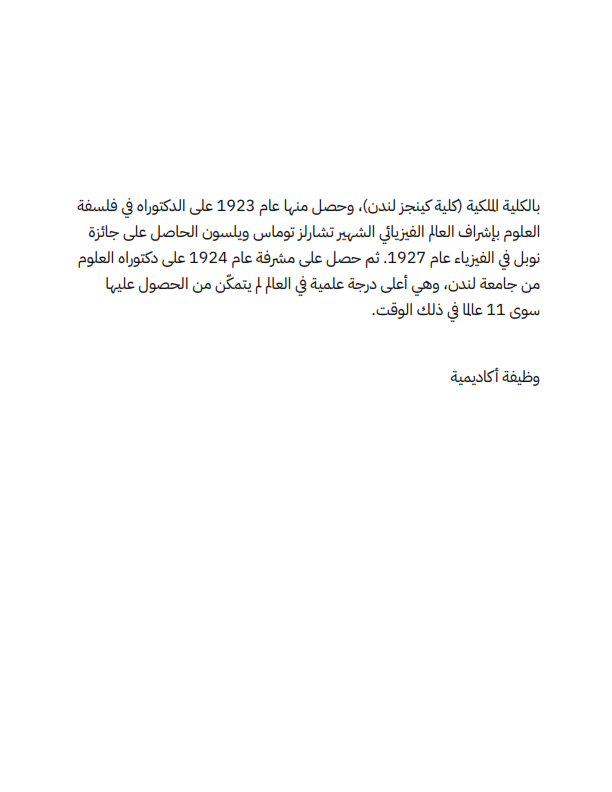 بالكلية الملكية (كلية كينجز لندن)، وحصل منها عام 1923 على الدكتوراه في فلسفة
العلوم بإشراف العالم الفيزيائي الشهير تشارلز توماس ويلسون الحاصل على جائزة
نوبل في الفيزياء عام 1927. ثم حصل على مشرفة عام 1924 على دكتوراه العلوم
من جامعة لندن، وهي أعلى درجة علمية في العالم لم يتمكّن من الحصول عليها
سوى 11 عالما في ذلك الوقت.
وظيفة أكاديمية